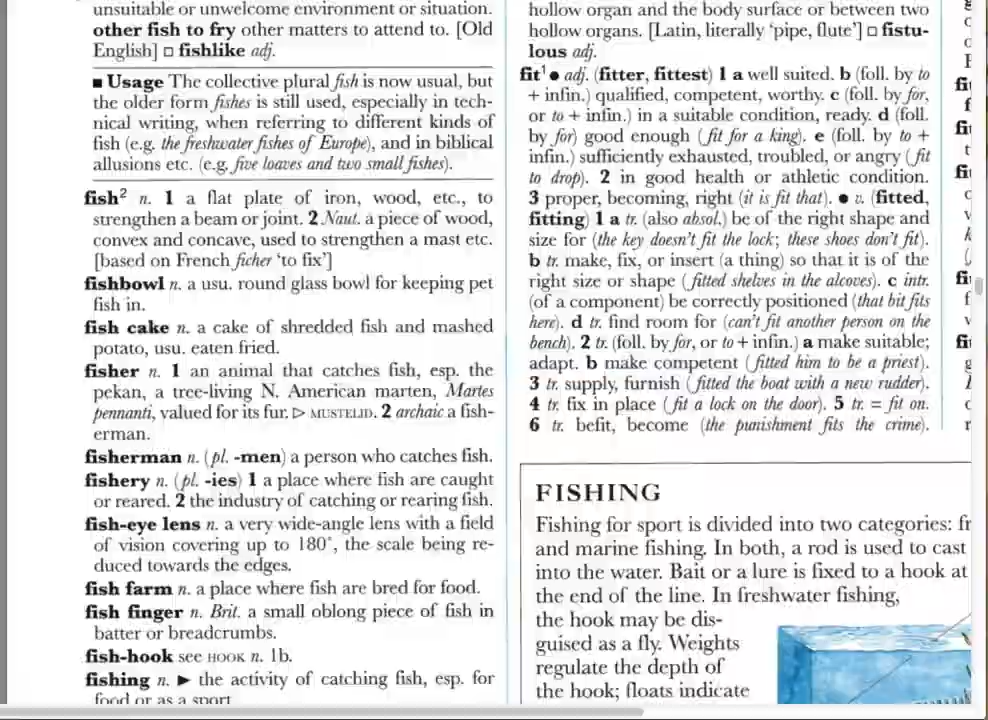 unsuitable or unwelcome environment or situation.
other fish to fry other matters to attend to. [Old
English] □ fishlike adj.
■ Usage The collective plural fish is now usual, but
the older form fishes is still used, especially in tech-
nical writing, when referring to different kinds of
fish (e.g. the freshwater fishes of Europe), and in biblical
allusions etc. (e.g. five loaves and two small fishes).
fish² n. 1 a flat plate of iron, wood, etc., to
strengthen a beam or joint. 2 Naut. a piece of wood,
convex and concave, used to strengthen a mast etc.
[based on French ficher ‘to fix’]
fishbowl n. a usu. round glass bowl for keeping pet
fish in.
fish cake n. a cake of shredded fish and mashed
potato, usu. eaten fried.
fisher n. 1 an animal that catches fish, esp. the
pekan, a tree-living N. American marten, Martes
pennanti, valued for its fur. ▷ MUSTELID. 2 archaic a fish-
erman.
fisherman n. (pl. -men) a person who catches fish.
fishery n. (pl. -ies) 1 a place where fish are caught
or reared. 2 the industry of catching or rearing fish.
fish-eye lens n. a very wide-angle lens with a field
of vision covering up to 180°, the scale being re-
duced towards the edges.
fish farm n. a place where fish are bred for food.
fish finger n. Brit. a small oblong piece of fish in
batter or breadcrumbs.
fish-hook see HOOK n. 1b.
fishing n. ► the activity of catching fish, esp. for
food or as a sport
hollow organ and the body surface or between two
hollow organs. [Latin, literally ‘pipe, flute’] □ fistu-
lous adj.
fit¹ ● adj. (fitter, fittest) 1 a well suited. b (foll. by to
+ infin.) qualified, competent, worthy. c (foll. by for,
or to + infin.) in a suitable condition, ready. d (foll.
by for) good enough (fit for a king). e (foll. by to +
infin.) sufficiently exhausted, troubled, or angry (fit
to drop). 2 in good health or athletic condition.
3 proper, becoming, right (it is fit that). ● v. (fitted,
fitting) 1 a tr. (also absol.) be of the right shape and
size for (the key doesn’t fit the lock; these shoes don’t fit).
b tr. make, fix, or insert (a thing) so that it is of the
right size or shape (fitted shelves in the alcoves). c intr.
(of a component) be correctly positioned (that bit fits
here). d tr. find room for (can’t fit another person on the
bench). 2 tr. (foll. by for, or to + infin.) a make suitable;
adapt. b make competent (fitted him to be a priest).
3 tr. supply, furnish (fitted the boat with a new rudder).
4 tr. fix in place (fit a lock on the door). 5 tr. = fit on.
6 tr. befit, become (the punishment fits the crime).
FISHING
Fishing for sport is divided into two categories: fr
and marine fishing. In both, a rod is used to cast
into the water. Bait or a lure is fixed to a hook at
the end of the line. In freshwater fishing,
the hook may be dis-
guised as a fly. Weights
regulate the depth of
the hook; floats indicate